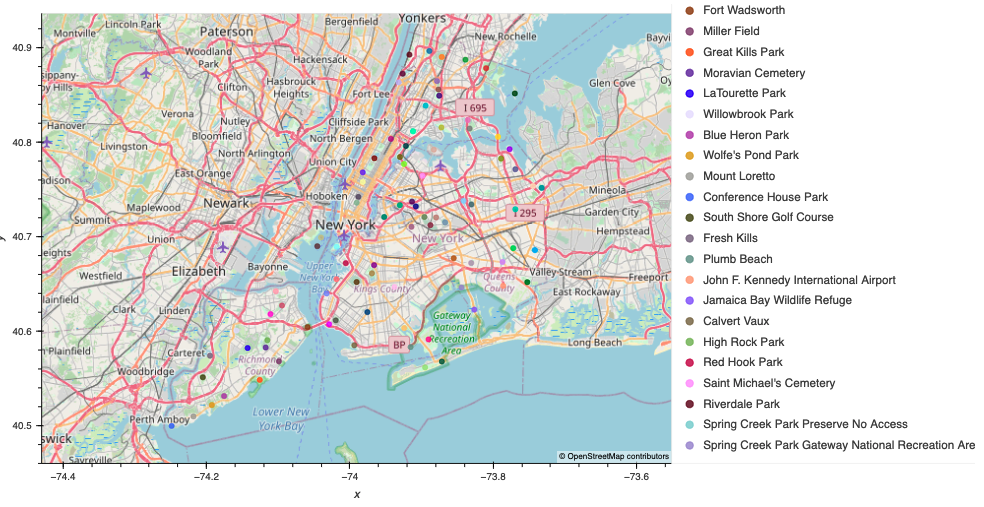 Bergenfield
Yonkers
Lincoln Park
Montville
Paterson
New Rochelle
Bayvi
40.9
Woodland
Park
Hackensack
sippany-
oy Hills
Clifton
Hasbrouck
Heights
Fort Lee
Glen Cove
Oy
Verona
I 695
Hanover
Nutley
Cliffside Park
Bloomfield
North Bergen
40.8
Livingston
North Arlington
Union City
East Orange
adison
Mineola
Maplewood
Hoboken
Newark
I 295
Garden City
Summit
New York
Hempstead
40.7
Union
New York
eights
Elizabeth
Bayonne
Upper
New York
Bay
Valley Stream
Westfield
Queens
County
Freeport
lainfield
Kings County
East Rockaway
Clark
Linden
Gateway
National
Recreation
Area
40.6
BP
Long Beach
n Plainfield
Carteret
Richmond
County
Woodbridge
Lower New
York Bay
Perth Amboy
40.5
swick
Sayreville
© OpenStreetMap contributors
−74.4
−74.2
−74
−73.8
−73.6
x
y
Fort Wadsworth
Miller Field
Great Kills Park
Moravian Cemetery
LaTourette Park
Willowbrook Park
Blue Heron Park
Wolfe's Pond Park
Mount Loretto
Conference House Park
South Shore Golf Course
Fresh Kills
Plumb Beach
John F. Kennedy International Airport
Jamaica Bay Wildlife Refuge
Calvert Vaux
High Rock Park
Red Hook Park
Saint Michael's Cemetery
Riverdale Park
Spring Creek Preserve No Access
Spring Creek Park Gateway National Recreation Are